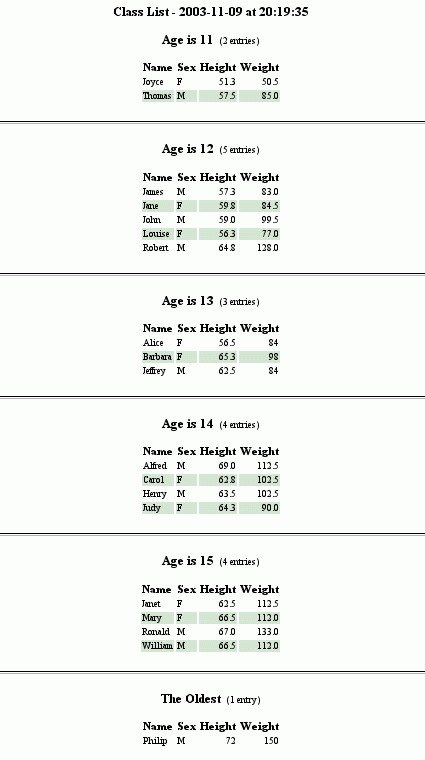 Class List - 2003-11-09 at 20:19:35
Age is 11 (2 entries)
Name Sex Height Weight
Joyce F 51.3 50.5
Thomas M 57.5 85.0
Age is 12 (5 entries)
Name Sex Height Weight
James M 57.3 83.0
Jane F 59.8 84.5
John M 59.0 99.5
Louise F 56.3 77.0
Robert M 64.8 128.0
Age is 13 (3 entries)
Name Sex Height Weight
Alice F 56.5 84
Barbara F 65.3 98
Jeffrey M 62.5 84
Age is 14 (4 entries)
Name Sex Height Weight
Alfred M 69.0 112.5
Carol F 62.8 102.5
Henry M 63.5 102.5
Judy F 64.3 90.0
Age is 15 (4 entries)
Name Sex Height Weight
Janet F 62.5 112.5
Mary F 66.5 112.0
Ronald M 67.0 133.0
William M 66.5 112.0
The Oldest (1 entry)
Name Sex Height Weight
Philip M 72 150